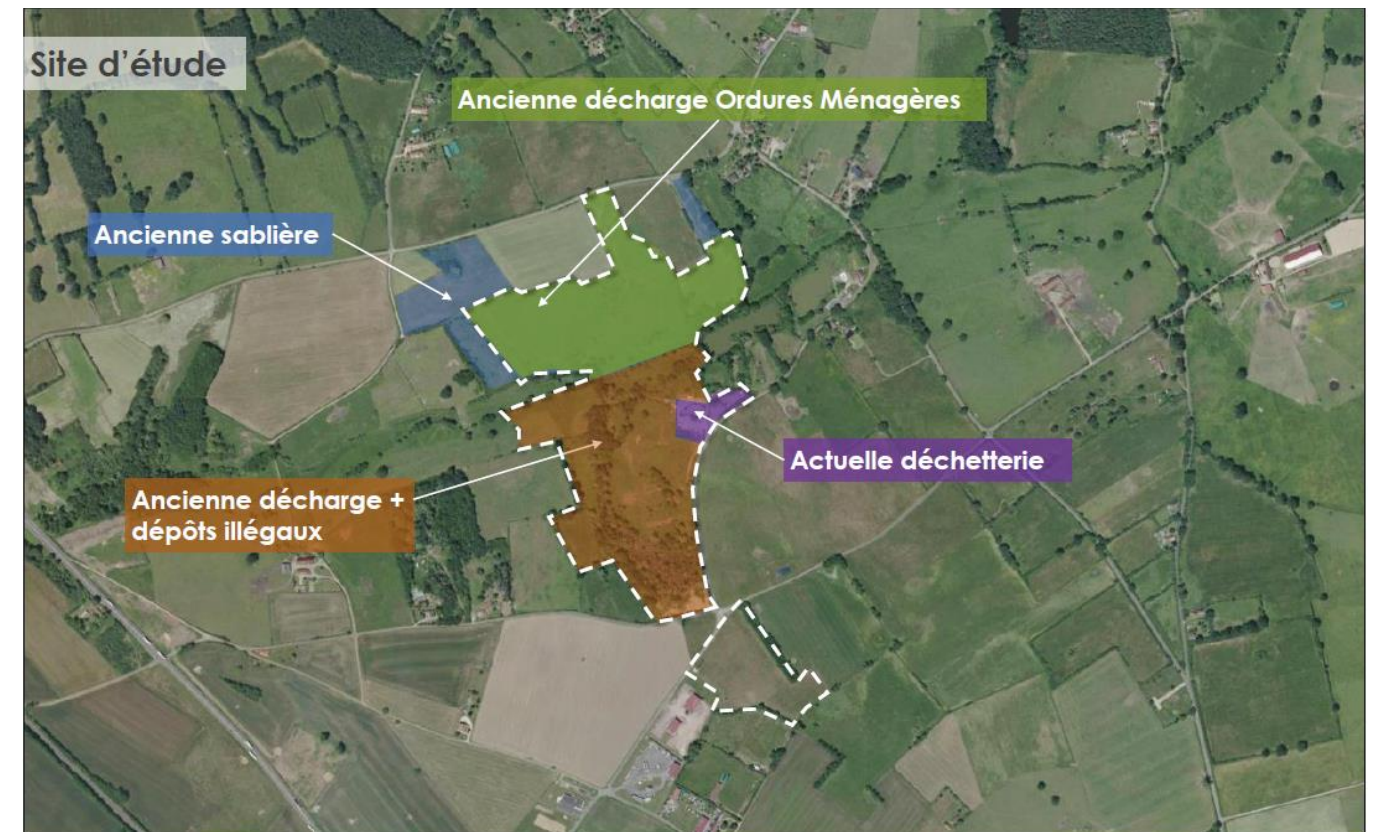 Site d'étude
Ancienne décharge Ordures Ménagères
Ancienne sablière
Actuelle déchetterie
Ancienne décharge +
dépôts illégaux